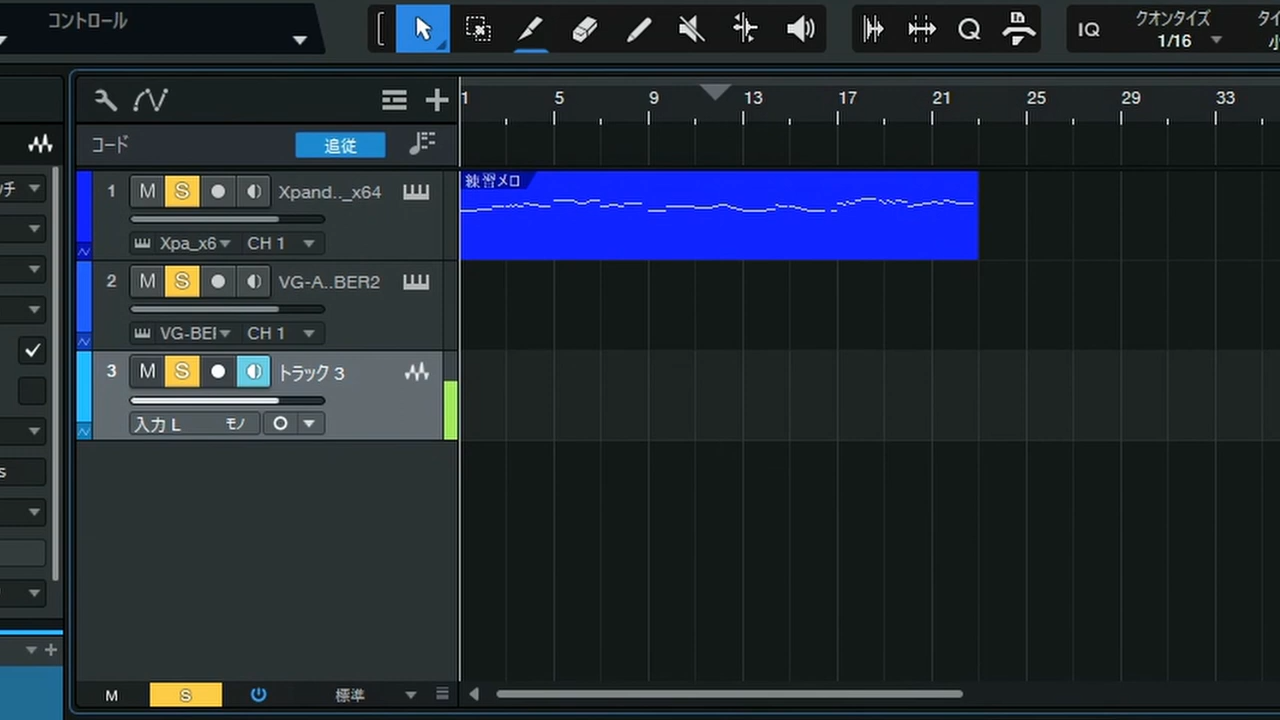 コントロール
IQ
クオンタイズ
1/16
1 5 9 13 17 21 25 29 33
コード 追従
練習メロ
1 M S Xpand.._x64
Xpa_x6 CH 1
2 M S VG-A..BER2
VG-BEI CH 1
3 M S トラック 3
入力 L モノ
s
M S 標準